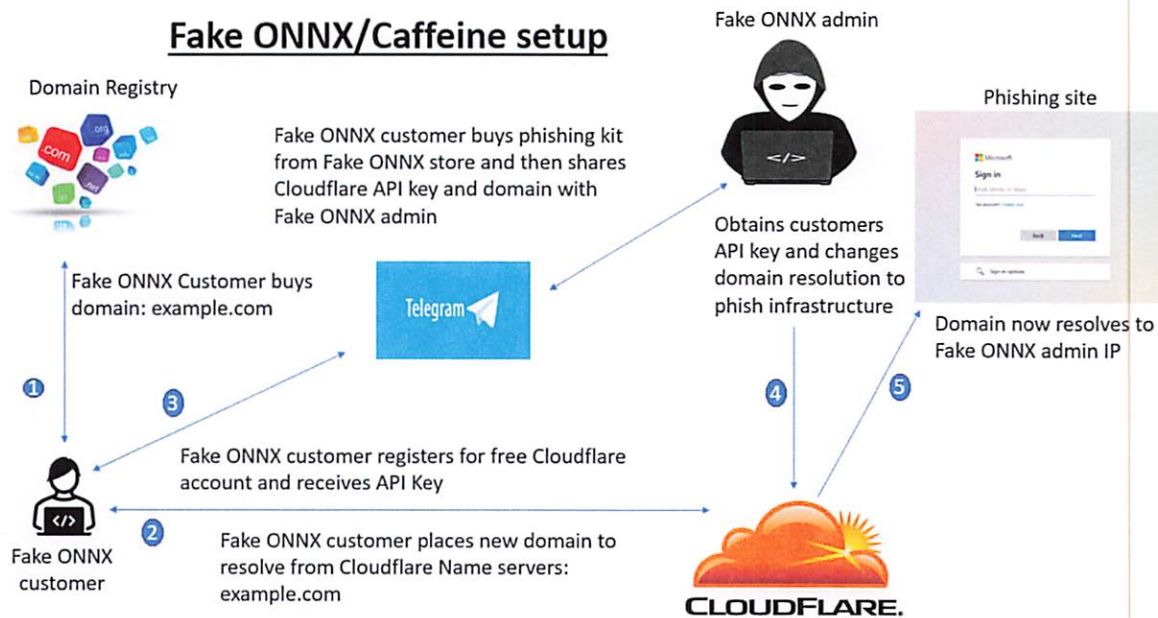 Fake ONNX/Caffeine setup
Fake ONNX admin
Domain Registry
.com
.org
.net
Phishing site
Fake ONNX customer buys phishing kit
from Fake ONNX store and then shares
Cloudflare API key and domain with
Fake ONNX admin
</>
Microsoft
Sign in
Back
Next
Sign-in options
Obtains customers
API key and changes
domain resolution to
phish infrastructure
Fake ONNX Customer buys
domain: example.com
Telegram
Domain now resolves to
Fake ONNX admin IP
1
3
4
5
Fake ONNX customer registers for free Cloudflare
account and receives API Key
</>
2
Fake ONNX
customer
Fake ONNX customer places new domain to
resolve from Cloudflare Name servers:
example.com
CLOUDFLARE.